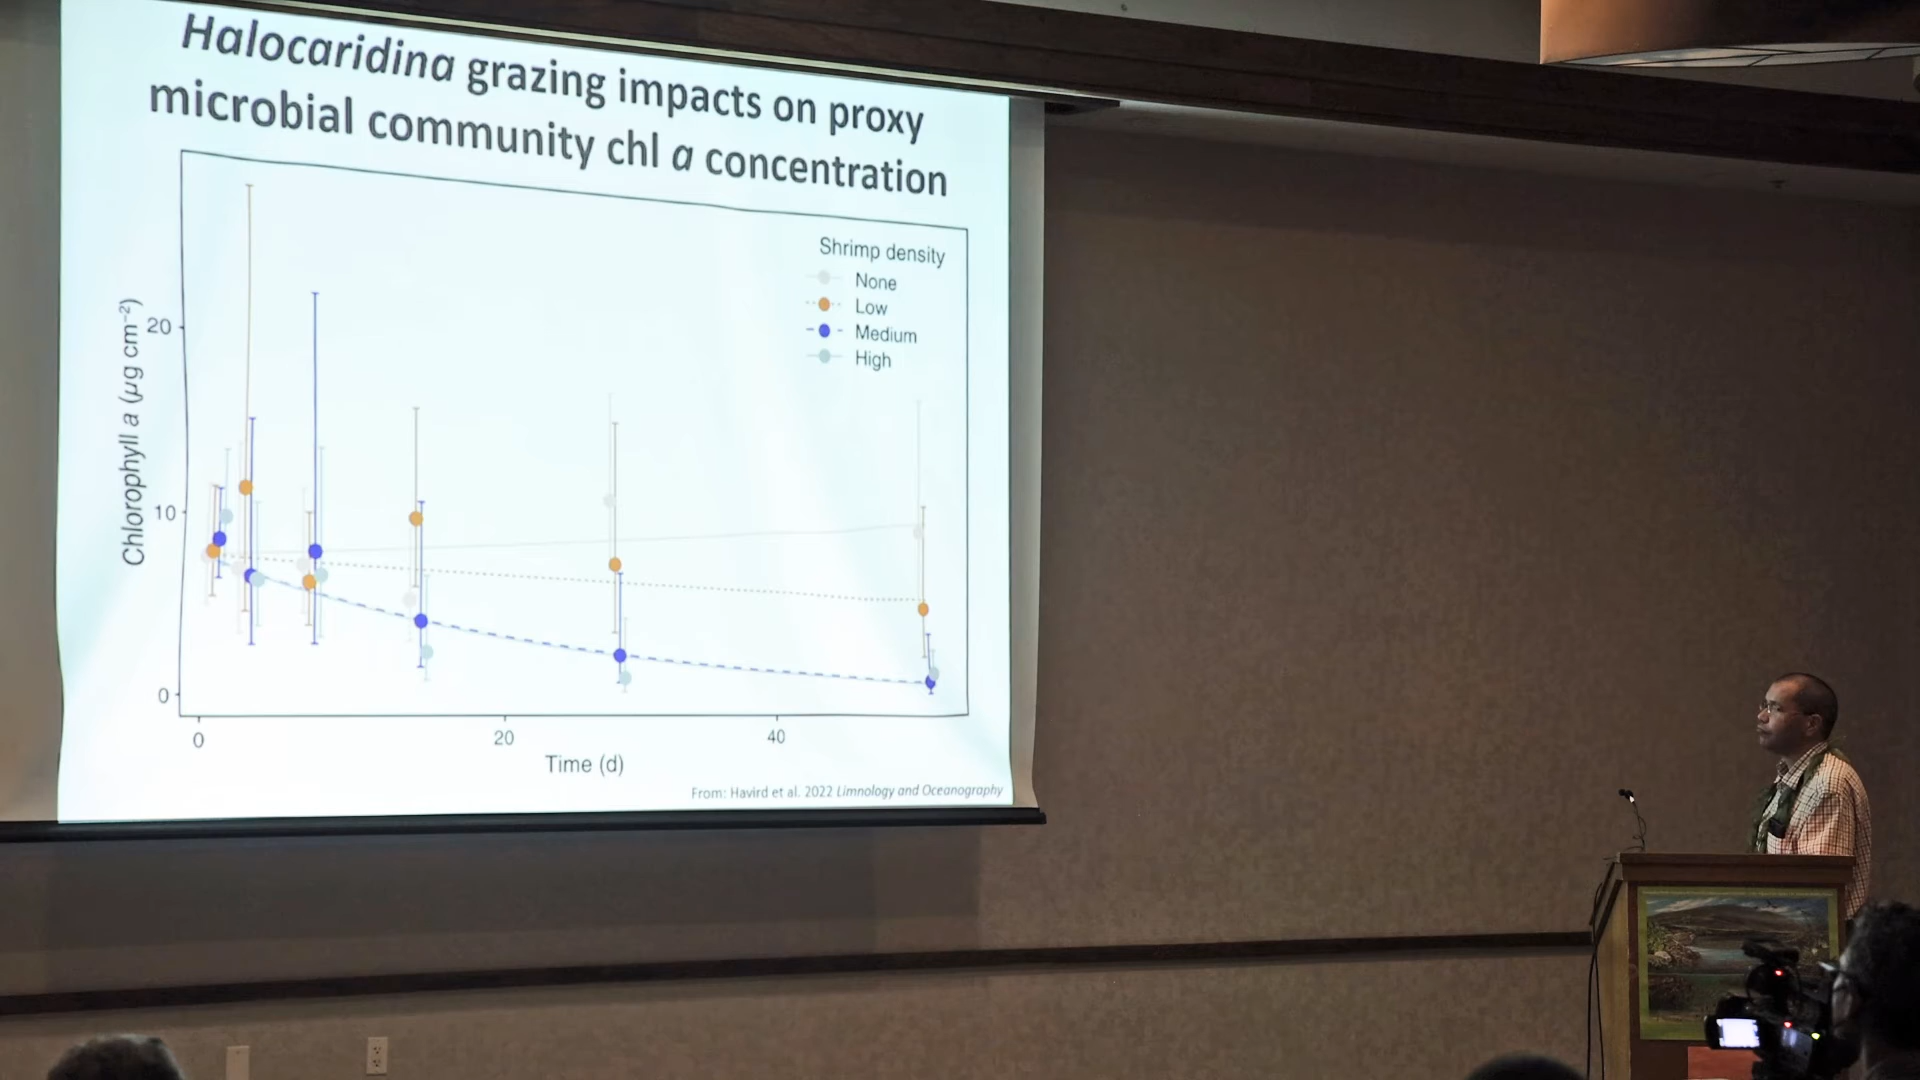 Halocaridina grazing impacts on proxy
microbial community chl a concentration
Shrimp density
None
Low
Medium
High
Chlorophyll a (µg cm⁻²)
20
10
0
0
20
40
Time (d)
From: Havird et al. 2022 Limnology and Oceanography